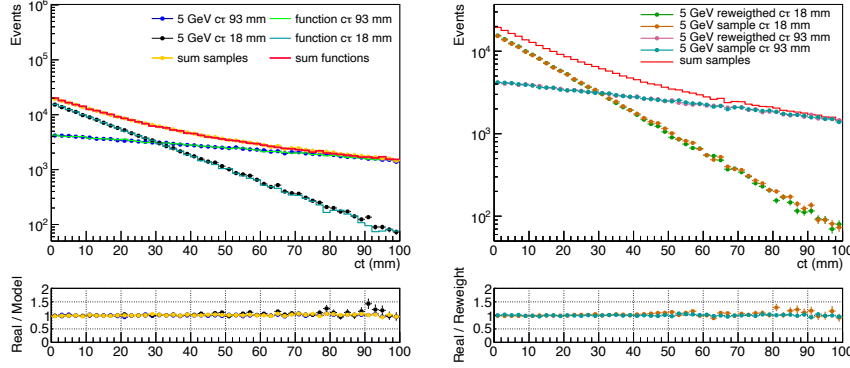 Events
10^6
10^5
10^4
10^3
10^2
5 GeV cτ 93 mm
function cτ 93 mm
5 GeV cτ 18 mm
function cτ 18 mm
sum samples
sum functions
0 10 20 30 40 50 60 70 80 90 100
ct (mm)
Real / Model
2
1.5
1
0.5
0
0 10 20 30 40 50 60 70 80 90 100
Events
10^4
10^3
10^2
5 GeV reweigthed cτ 18 mm
5 GeV sample cτ 18 mm
5 GeV reweigthed cτ 93 mm
5 GeV sample cτ 93 mm
sum samples
0 10 20 30 40 50 60 70 80 90 100
ct (mm)
Real / Reweight
2
1.5
1
0.5
0
0 10 20 30 40 50 60 70 80 90 100